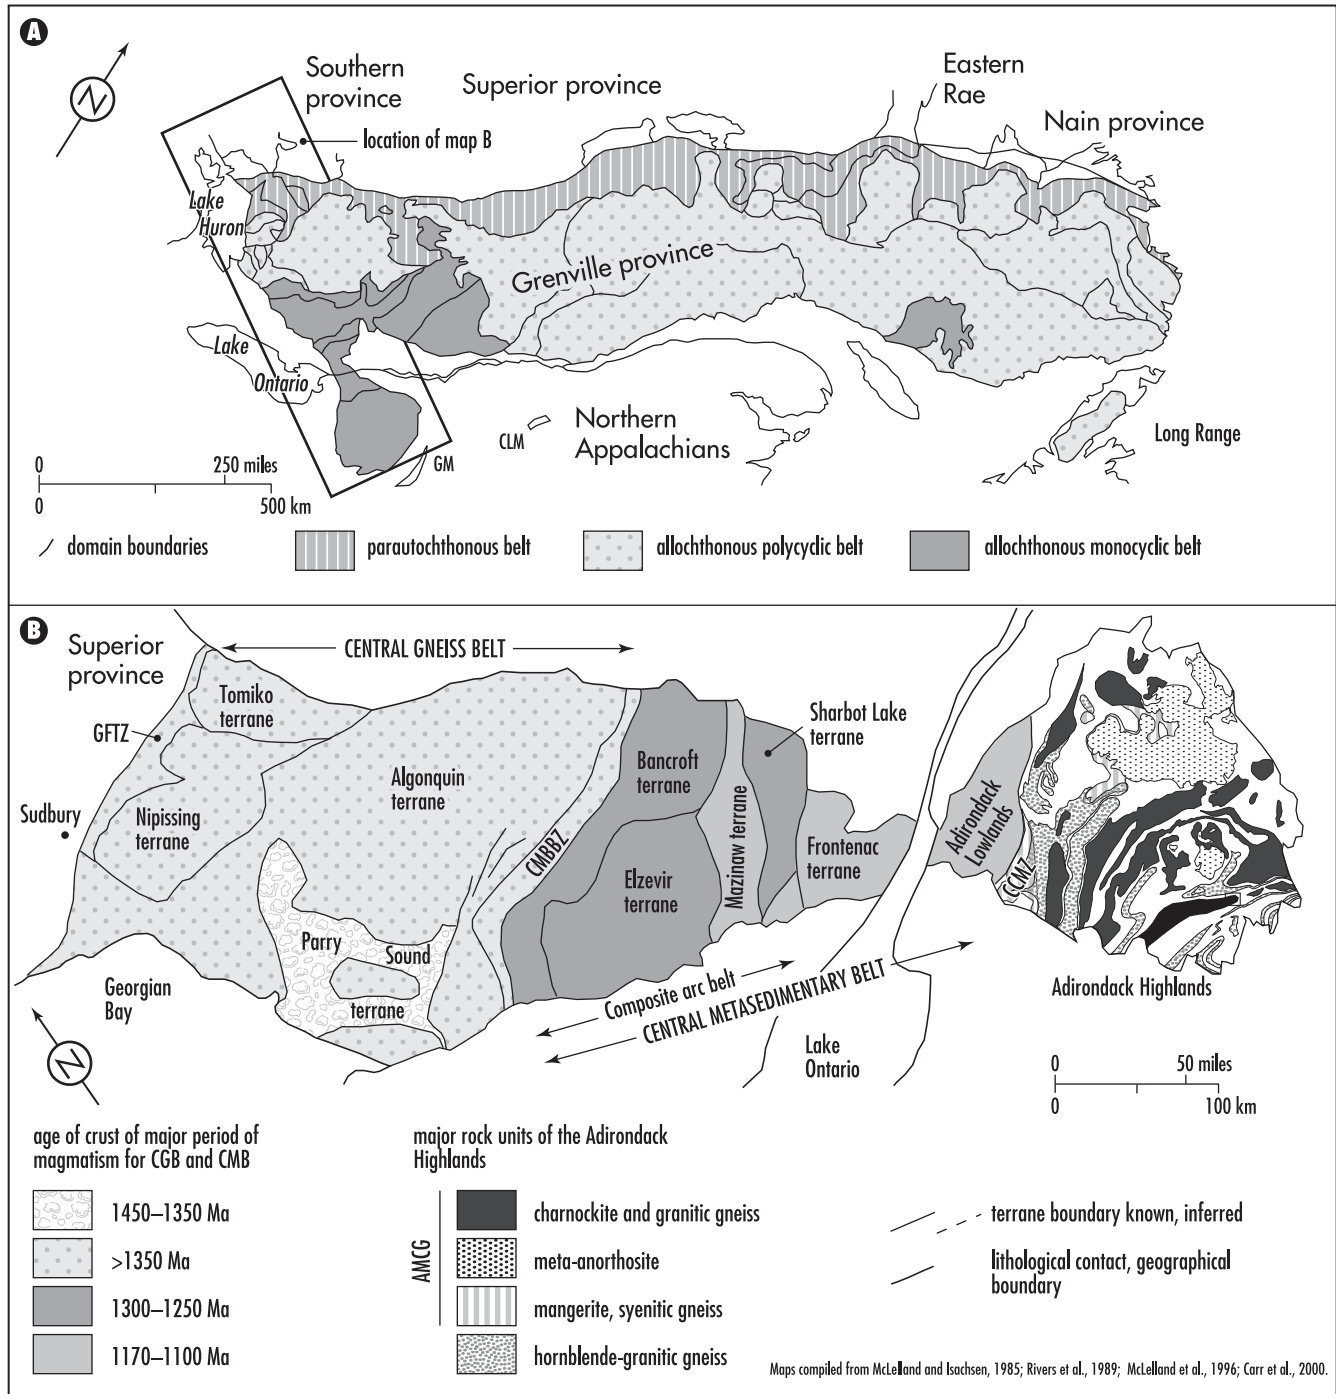 A
N
Southern
province
Superior province
Eastern
Rae
Nain province
location of map B
Lake
Huron
Grenville province
Lake
Ontario
Northern
Appalachians
CLM
GM
Long Range
0
250 miles
0
500 km
domain boundaries
parautochthonous belt
allochthonous polycyclic belt
allochthonous monocyclic belt
B
Superior
province
CENTRAL GNEISS BELT
Tomiko
terrane
GFTZ
Sharbot Lake
terrane
Bancroft
terrane
Algonquin
terrane
Sudbury
Nipissing
terrane
CMBBZ
Mazinaw terrane
Adirondack
Lowlands
Frontenac
terrane
Elzevir
terrane
CCMZ
Parry
Sound
terrane
Georgian
Bay
Composite arc belt
CENTRAL METASEDIMENTARY BELT
Adirondack Highlands
Lake
Ontario
N
0
50 miles
0
100 km
age of crust of major period of
magmatism for CGB and CMB
1450–1350 Ma
>1350 Ma
1300–1250 Ma
1170–1100 Ma
major rock units of the Adirondack
Highlands
AMCG
charnockite and granitic gneiss
meta-anorthosite
mangerite, syenitic gneiss
hornblende-granitic gneiss
terrane boundary known, inferred
lithological contact, geographical
boundary
Maps compiled from McLelland and Isachsen, 1985; Rivers et al., 1989; McLelland et al., 1996; Carr et al., 2000.